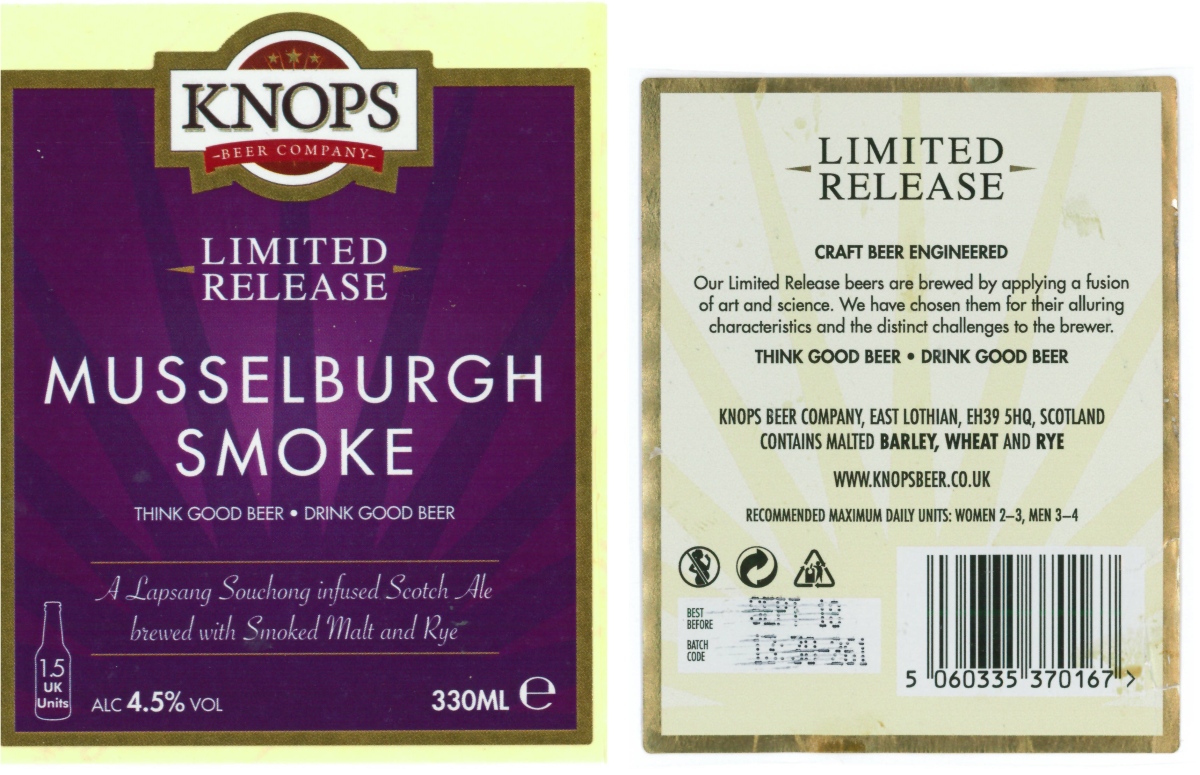 KNOPS
BEER COMPANY
LIMITED
RELEASE
MUSSELBURGH
SMOKE
THINK GOOD BEER • DRINK GOOD BEER
A Lapsang Souchong infused Scotch Ale
brewed with Smoked Malt and Rye
1.5
UK
Units
ALC 4.5% VOL
330ML ℮
LIMITED
RELEASE
CRAFT BEER ENGINEERED
Our Limited Release beers are brewed by applying a fusion
of art and science. We have chosen them for their alluring
characteristics and the distinct challenges to the brewer.
THINK GOOD BEER • DRINK GOOD BEER
KNOPS BEER COMPANY, EAST LOTHIAN, EH39 5HQ, SCOTLAND
CONTAINS MALTED BARLEY, WHEAT AND RYE
WWW.KNOPSBEER.CO.UK
RECOMMENDED MAXIMUM DAILY UNITS: WOMEN 2–3, MEN 3–4
BEST
BEFORE
SEPT 18
BATCH
CODE
5 060335 370167 >